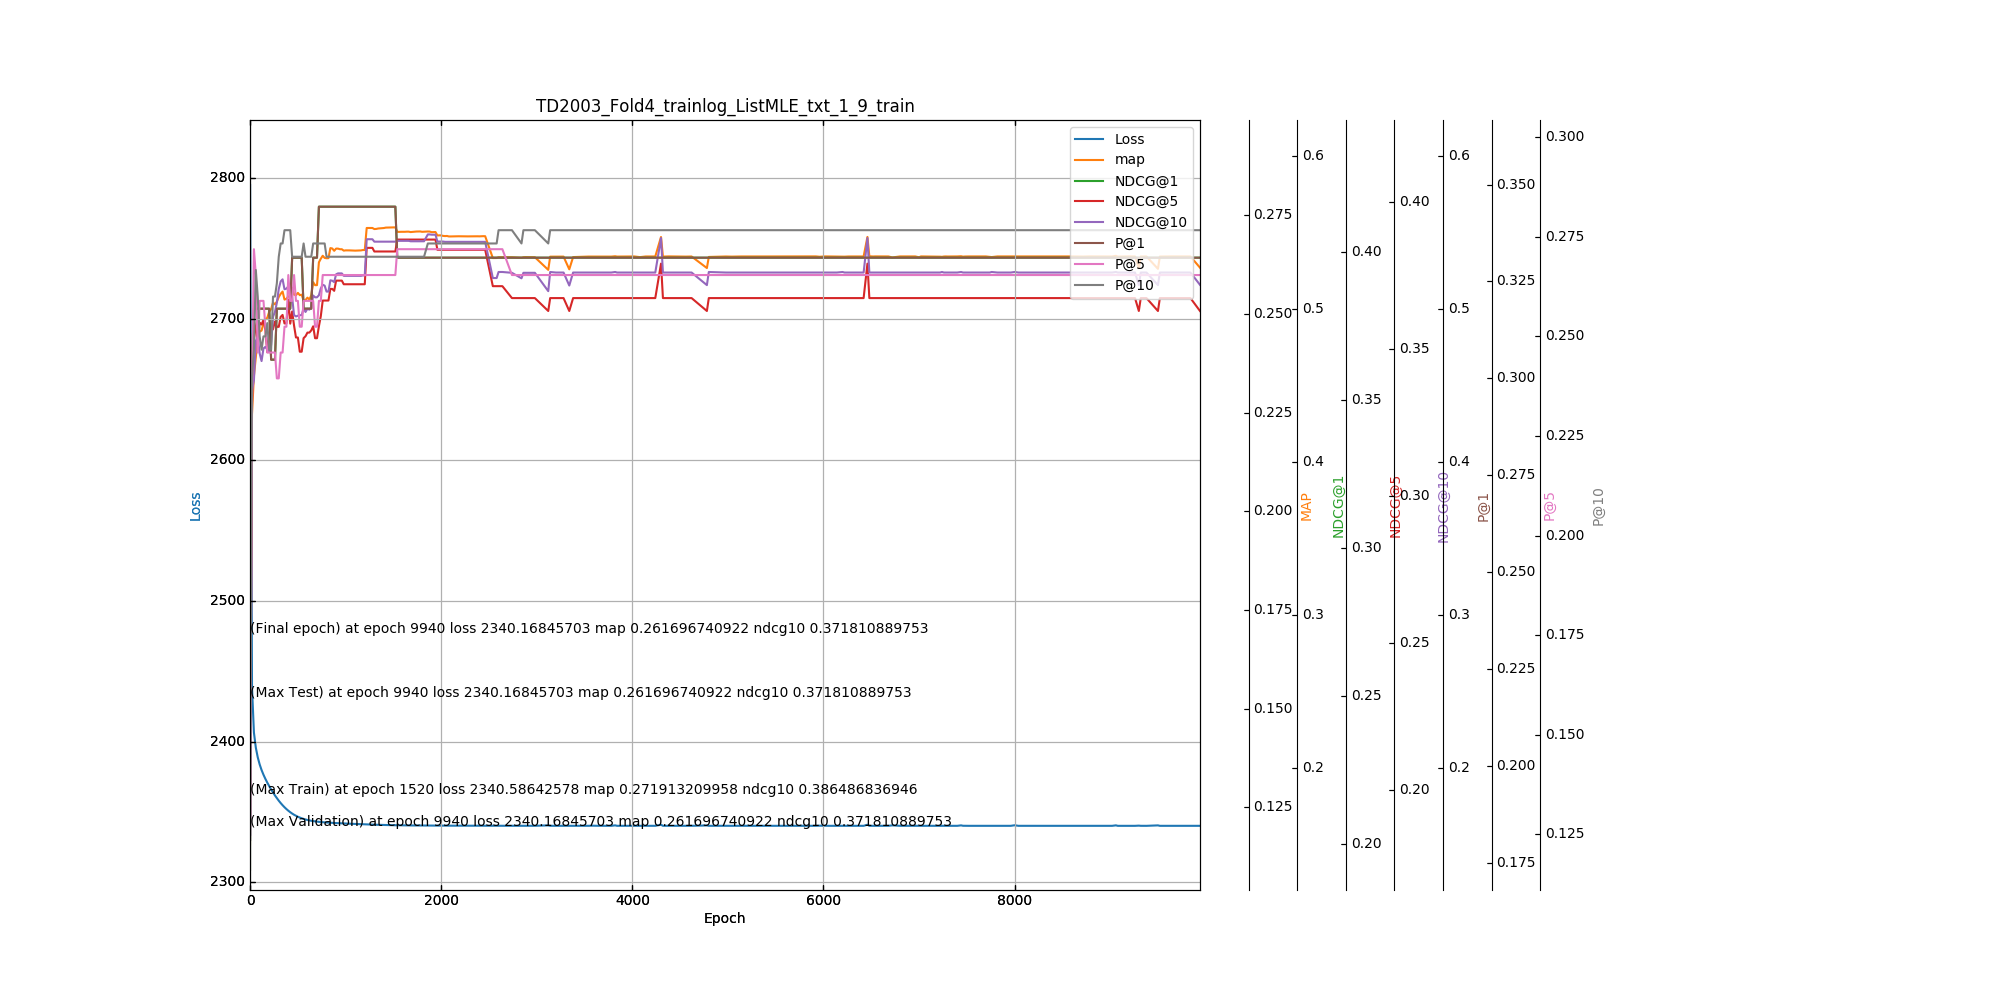 TD2003_Fold4_trainlog_ListMLE_txt_1_9_train
Loss
map
NDCG@1
NDCG@5
NDCG@10
P@1
P@5
P@10
2800
2700
2600
2500
2400
2300
Loss
(Final epoch) at epoch 9940 loss 2340.16845703 map 0.261696740922 ndcg10 0.371810889753
(Max Test) at epoch 9940 loss 2340.16845703 map 0.261696740922 ndcg10 0.371810889753
(Max Train) at epoch 1520 loss 2340.58642578 map 0.271913209958 ndcg10 0.386486836946
(Max Validation) at epoch 9940 loss 2340.16845703 map 0.261696740922 ndcg10 0.371810889753
0 2000 4000 6000 8000
Epoch
0.275
0.250
0.225
0.200
0.175
0.150
0.125
MAP
0.6
0.5
0.4
0.3
0.2
NDCG@1
0.40
0.35
0.30
0.25
0.20
NDCG@5
0.40
0.35
0.30
0.25
0.20
NDCG@10
0.6
0.5
0.4
0.3
0.2
P@1
0.350
0.325
0.300
0.275
0.250
0.225
0.200
0.175
P@5
0.300
0.275
0.250
0.225
0.200
0.175
0.150
0.125
P@10